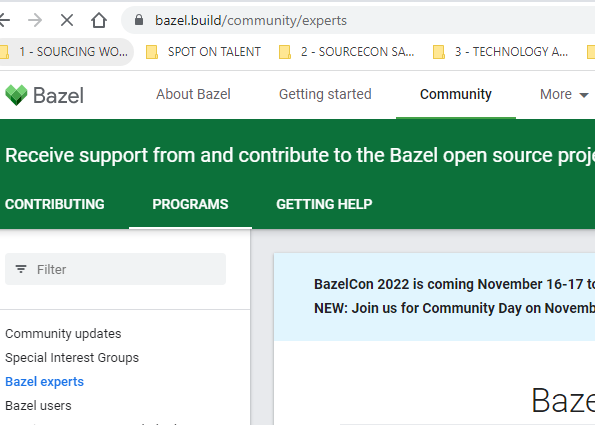 bazel.build/community/experts
1 - SOURCING WO... SPOT ON TALENT 2 - SOURCECON SA... 3 - TECHNOLOGY A...
Bazel About Bazel Getting started Community More
Receive support from and contribute to the Bazel open source proje
CONTRIBUTING PROGRAMS GETTING HELP
Filter
BazelCon 2022 is coming November 16-17 to
NEW: Join us for Community Day on Novemb
Community updates
Special Interest Groups
Bazel experts
Bazel users
Baze